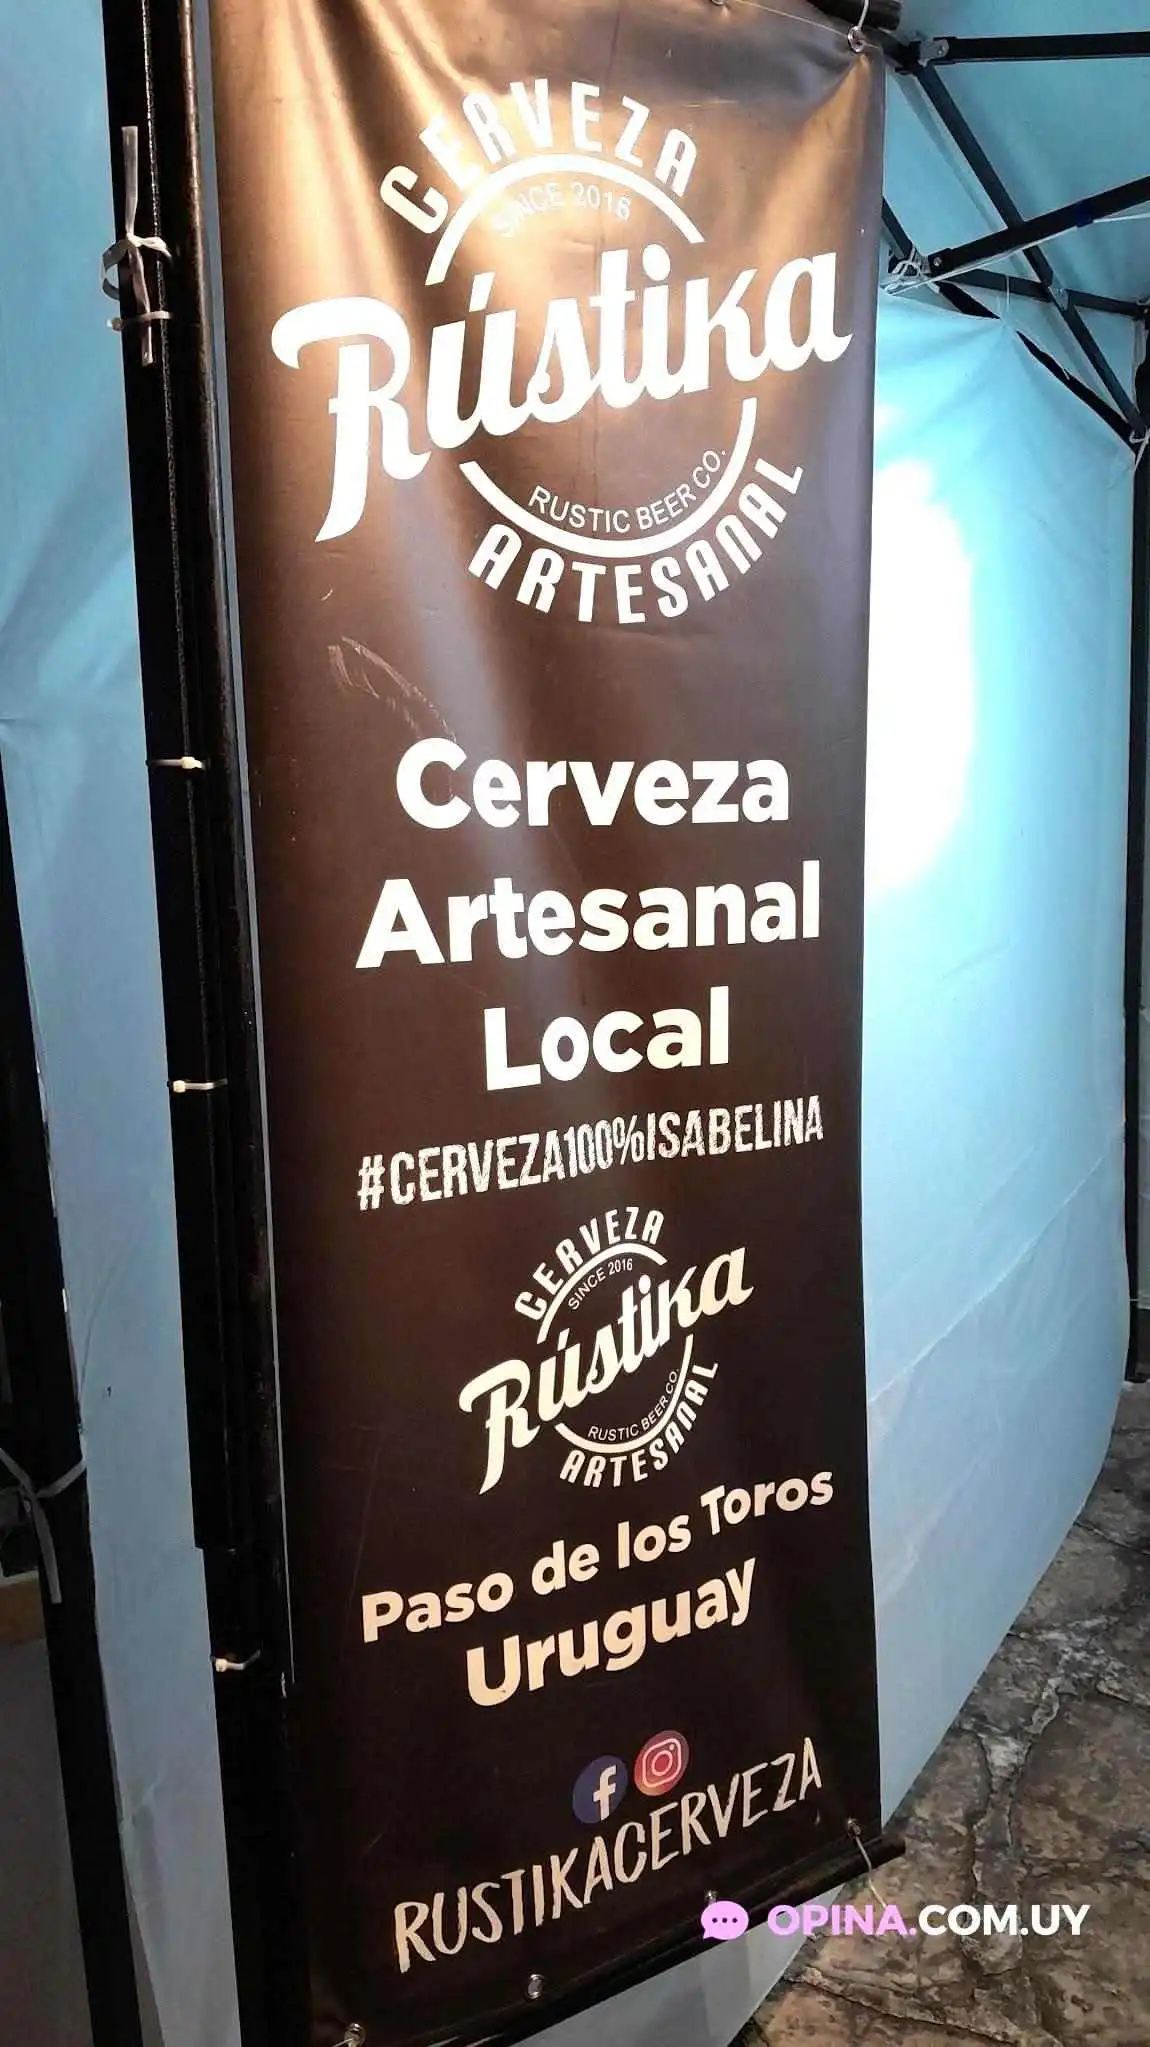 CERVEZA
SINCE 2016
Rústika
RUSTIC BEER CO.
ARTESANAL
Cerveza
Artesanal
Local
#CERVEZA100%ISABELINA
CERVEZA
SINCE 2016
Rústika
RUSTIC BEER CO.
ARTESANAL
Paso de los Toros
Uruguay
RUSTIKACERVEZA
OPINA.COM.UY